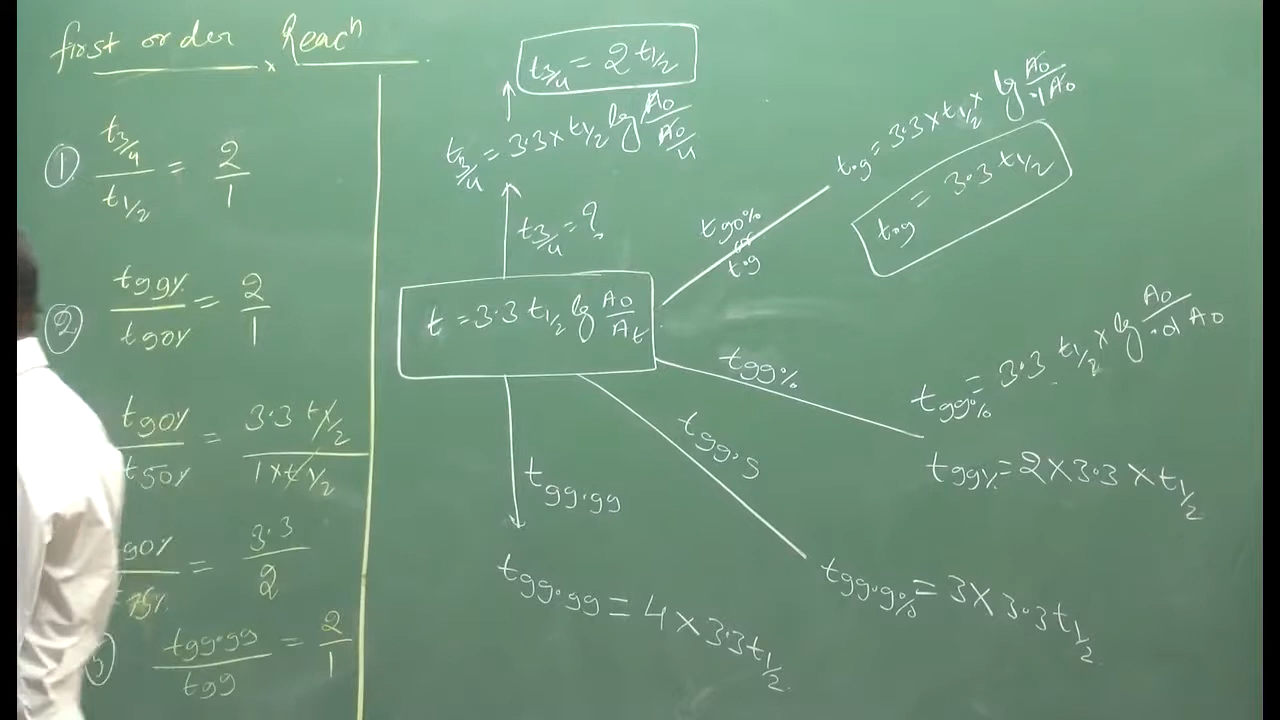 first order Reacⁿ
① t3/4 / t1/2 = 2/1
② t99% / t90% = 2/1
t90% / t50% = 3.3 t1/2 / 1×t1/2
90% / 75% = 3.3/2
5) t99.99 / t99 = 2/1
t3/4 = 2 t1/2
t3/4 = 3.3 × t1/2 lg A0 / A0/4
t3/4 = ?
t = 3.3 t1/2 lg A0/At
t90% or t.9
t.9 = 3.3 × t1/2 × lg A0 / .1 A0
t.9 = 3.3 t1/2
t99%
t99% = 3.3 t1/2 × lg A0 / .01 A0
t99% = 2 × 3.3 × t1/2
t99.9
t99.9% = 3 × 3.3 t1/2
t99.99
t99.99 = 4 × 3.3 t1/2